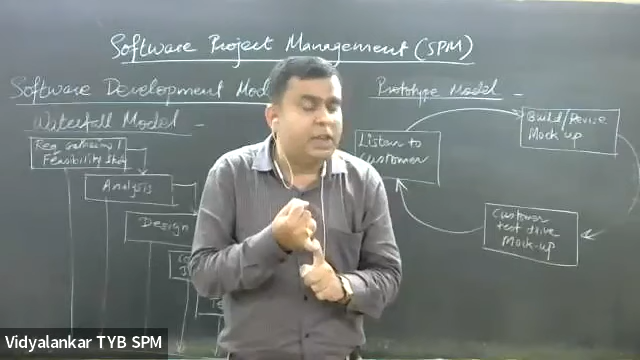 Software Project Management (SPM)
Software Development Mod
Waterfall Model -
Req gathering /
Feasibility Study
Analysis
Design
Prototype Model -
Listen to
Customer
Build/Revise
Mock up
Customer
test drive
Mock-up
Vidyalankar TYB SPM